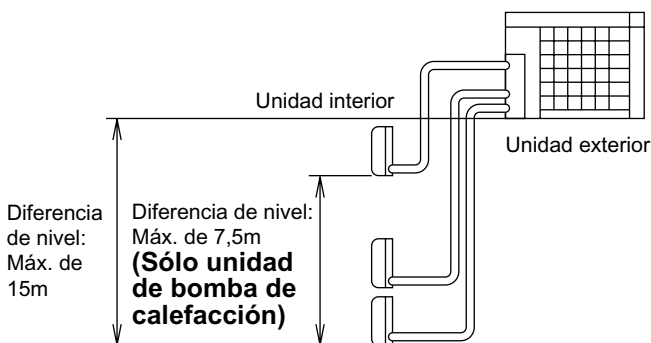 Unidad interior
Unidad exterior
Diferencia
de nivel:
Máx. de
15m
Diferencia de nivel:
Máx. de 7,5m
(Sólo unidad
de bomba de
calefacción)